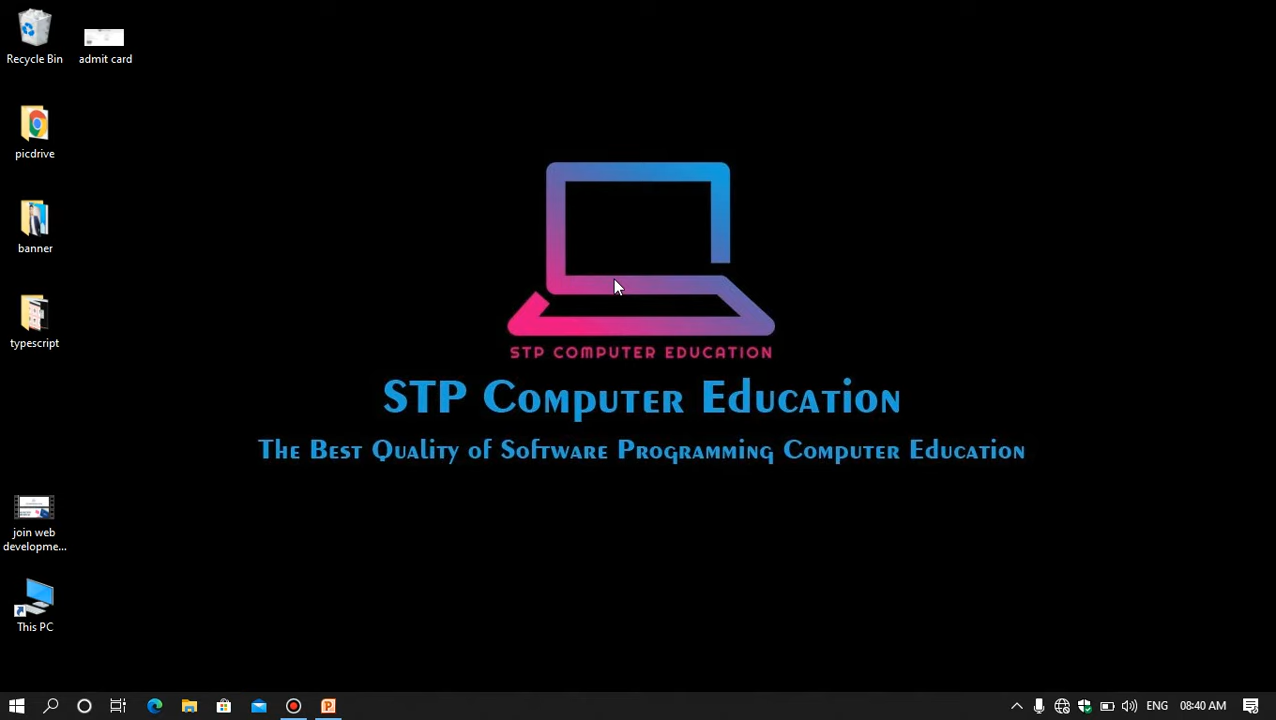 Recycle Bin
admit card
picdrive
banner
typescript
join web
developme...
This PC
STP COMPUTER EDUCATION
STP Computer Education
The Best Quality of Software Programming Computer Education
ENG
08:40 AM